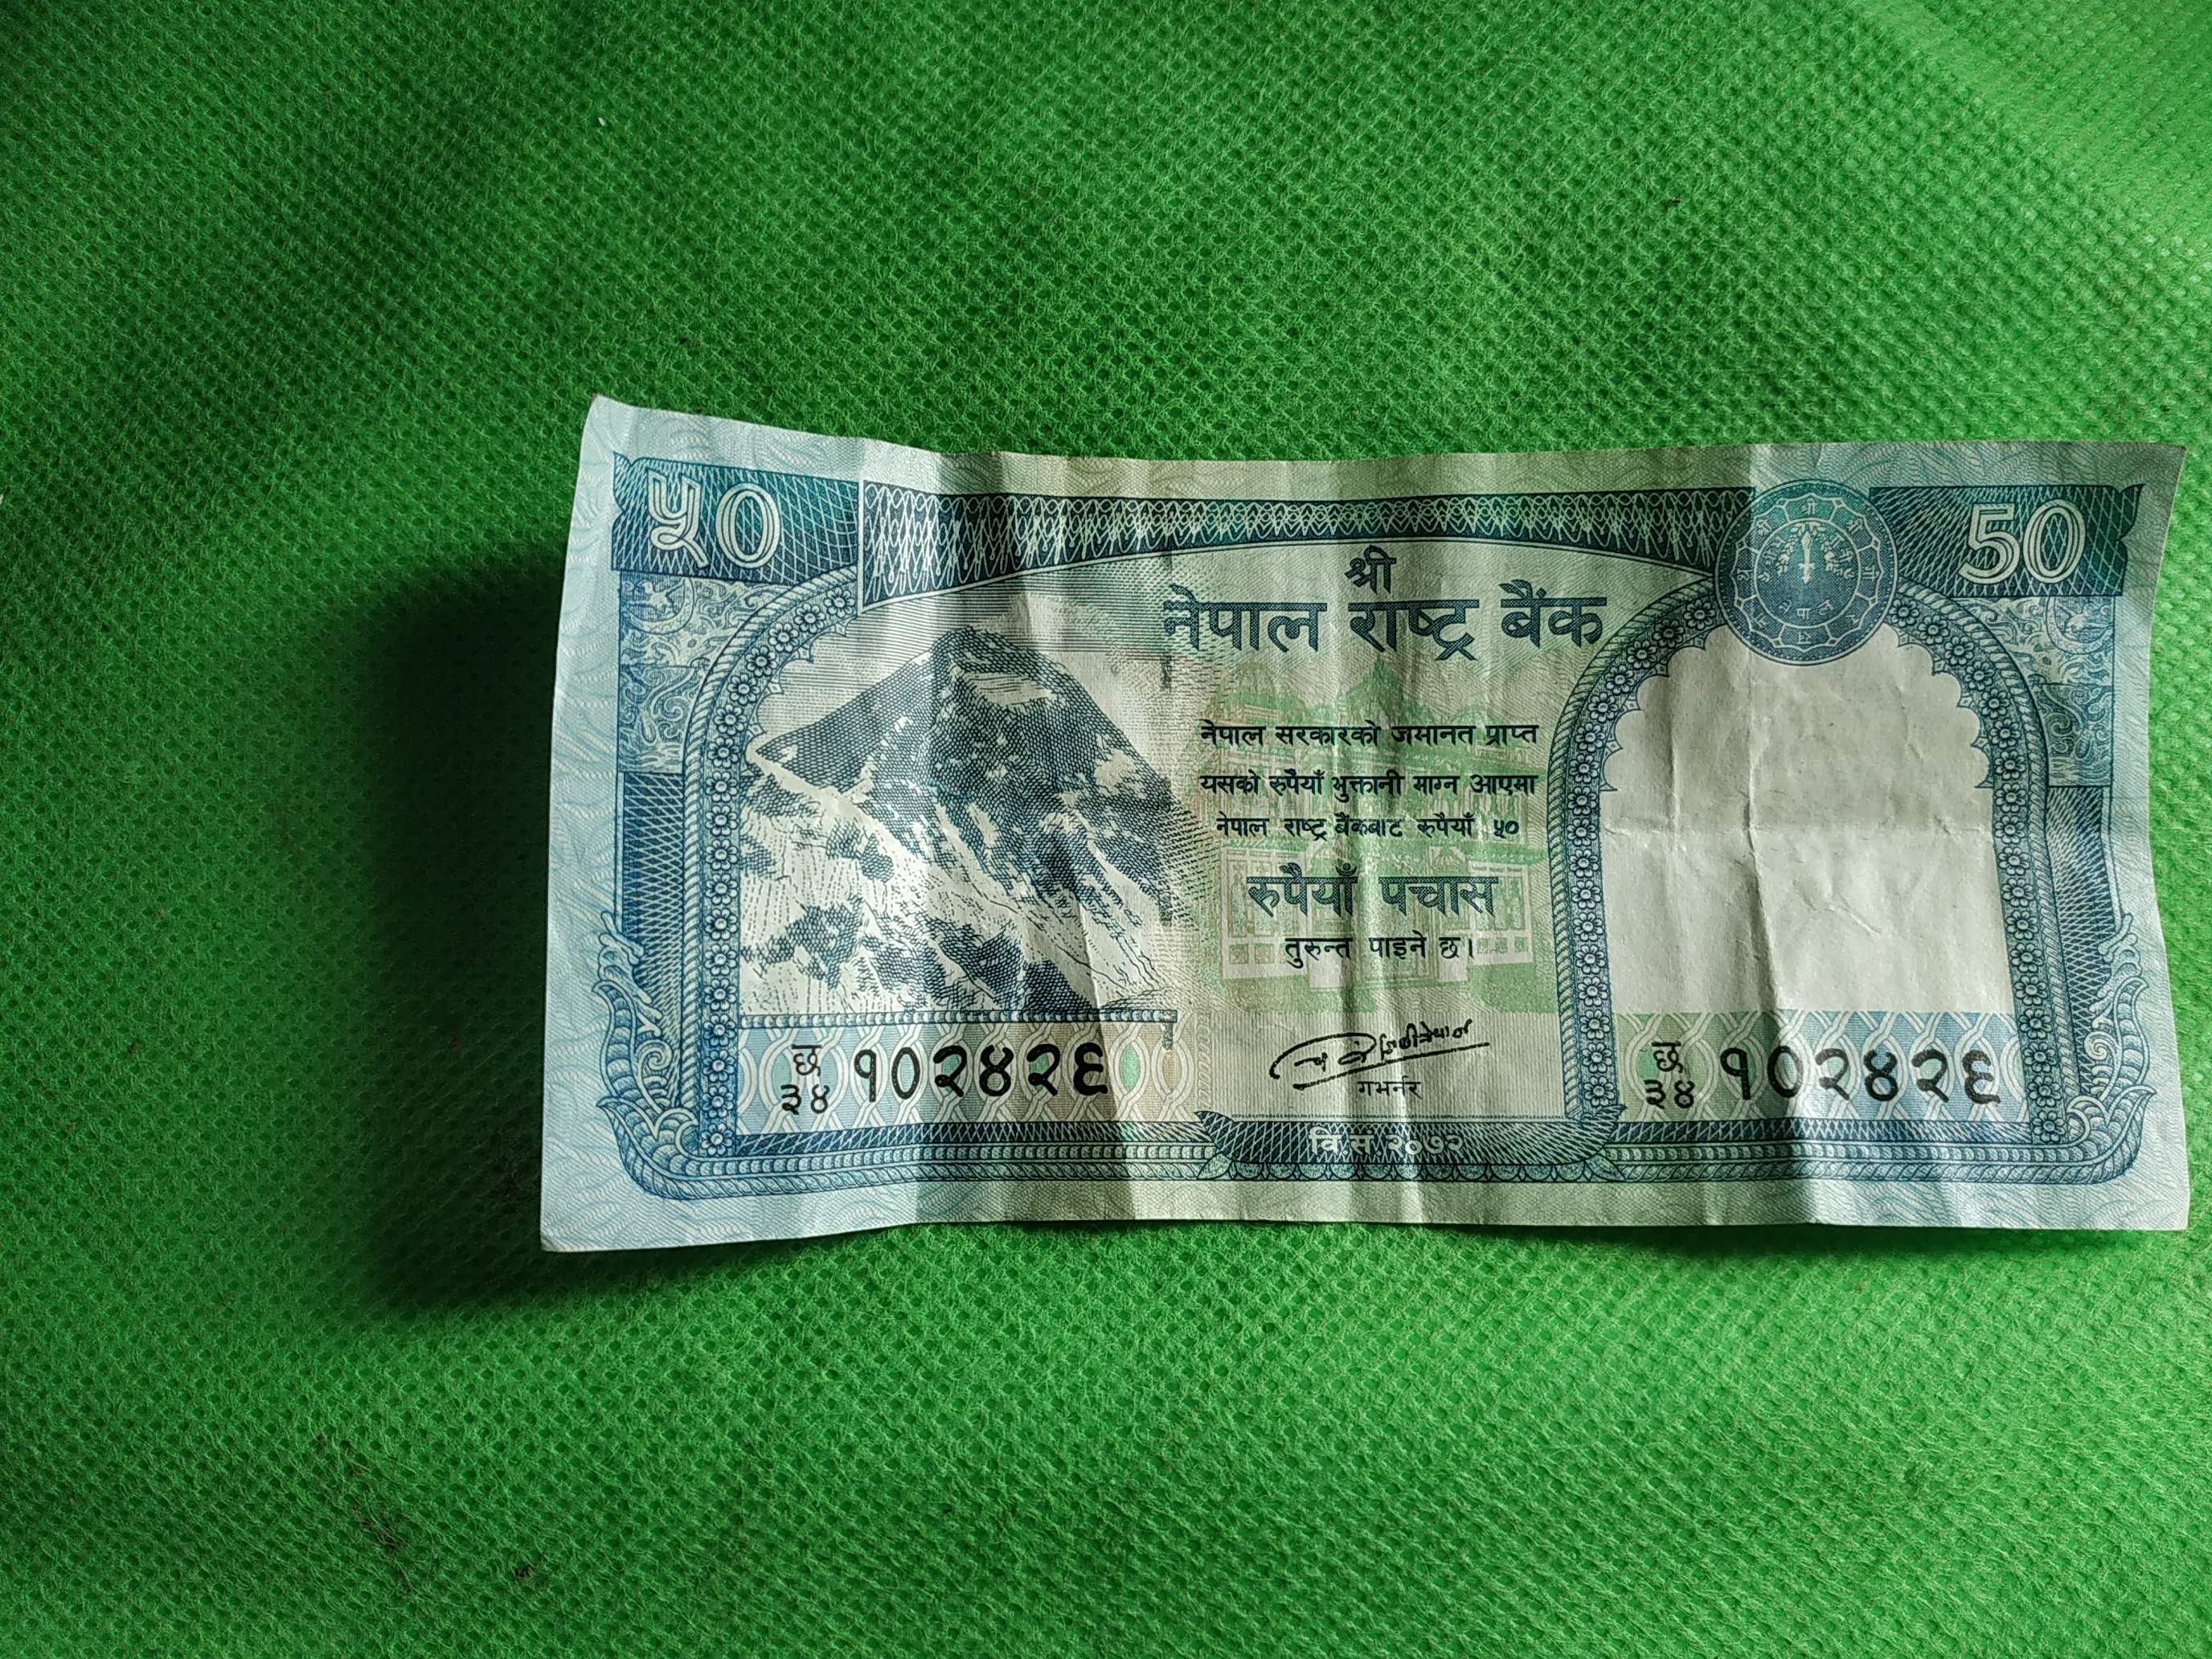 ५०
50
श्री
नेपाल राष्ट्र बैंक
नेपाल सरकारको जमानत प्राप्त
यसको रुपैयाँ भुक्तानी माग्न आएमा
नेपाल राष्ट्र बैंकबाट रुपैयाँ ५०
रुपैयाँ पचास
तुरुन्त पाइने छ।
गभर्नर
छ
३४ १०२४२६
छ
३४ १०२४२६
वि.सं. २०७२